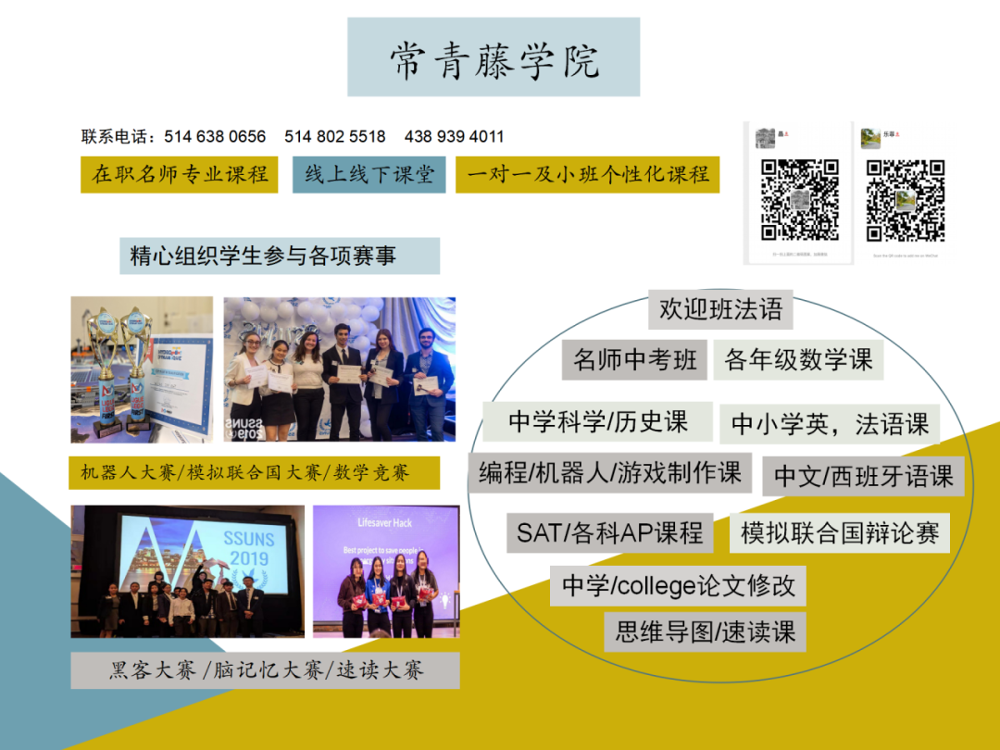 常青藤学院
联系电话：514 638 0656 514 802 5518 438 939 4011
在职名师专业课程 线上线下课堂 一对一及小班个性化课程
精心组织学生参与各项赛事
SSUNS
2019
机器人大赛/模拟联合国大赛/数学竞赛
SSUNS
2019
Lifesaver Hack
Best project to save people in
黑客大赛 /脑记忆大赛/速读大赛
欢迎班法语
名师中考班 各年级数学课
中学科学/历史课 中小学英，法语课
编程/机器人/游戏制作课 中文/西班牙语课
SAT/各科AP课程 模拟联合国辩论赛
中学/college论文修改
思维导图/速读课